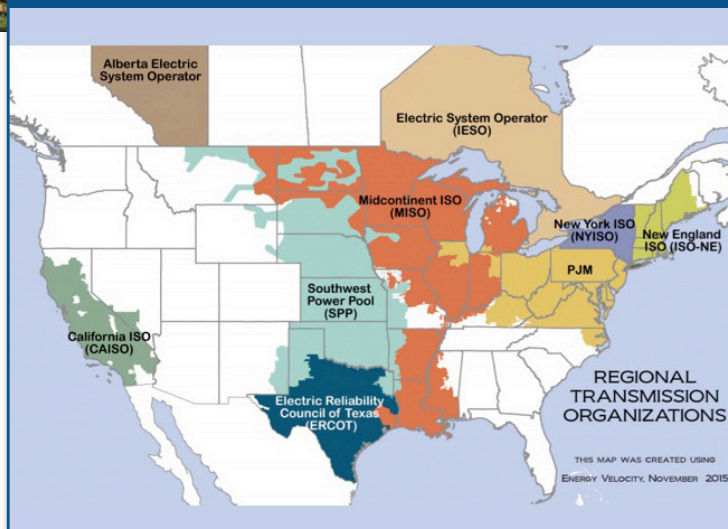 Alberta Electric
System Operator
Electric System Operator
(IESO)
Midcontinent ISO
(MISO)
New York ISO
(NYISO)
New England
ISO (ISO-NE)
PJM
Southwest
Power Pool
(SPP)
California ISO
(CAISO)
Electric Reliability
Council of Texas
(ERCOT)
REGIONAL
TRANSMISSION
ORGANIZATIONS
THIS MAP WAS CREATED USING
ENERGY VELOCITY, NOVEMBER 2015